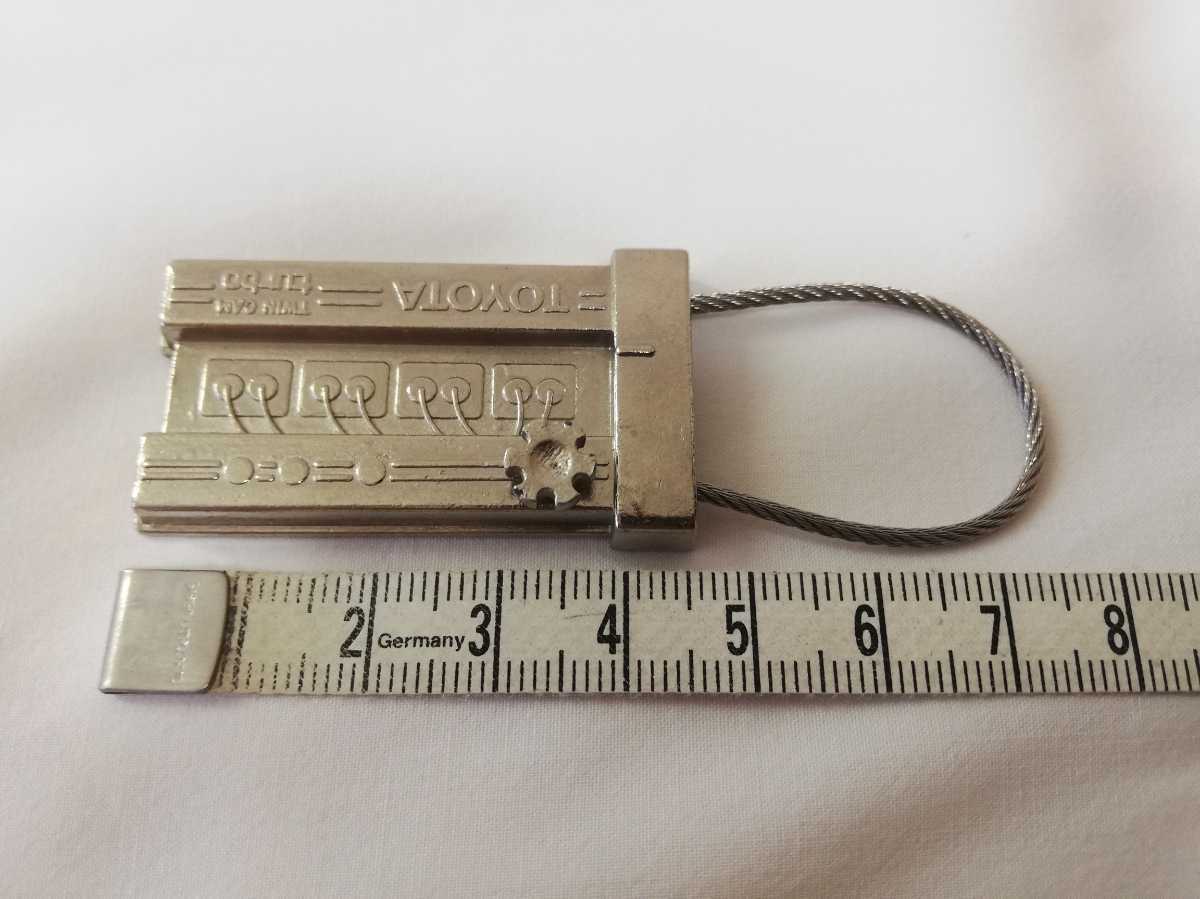 TOYOTA
TWIN CAM
turbo
2 Germany 3 4 5 6 7 8